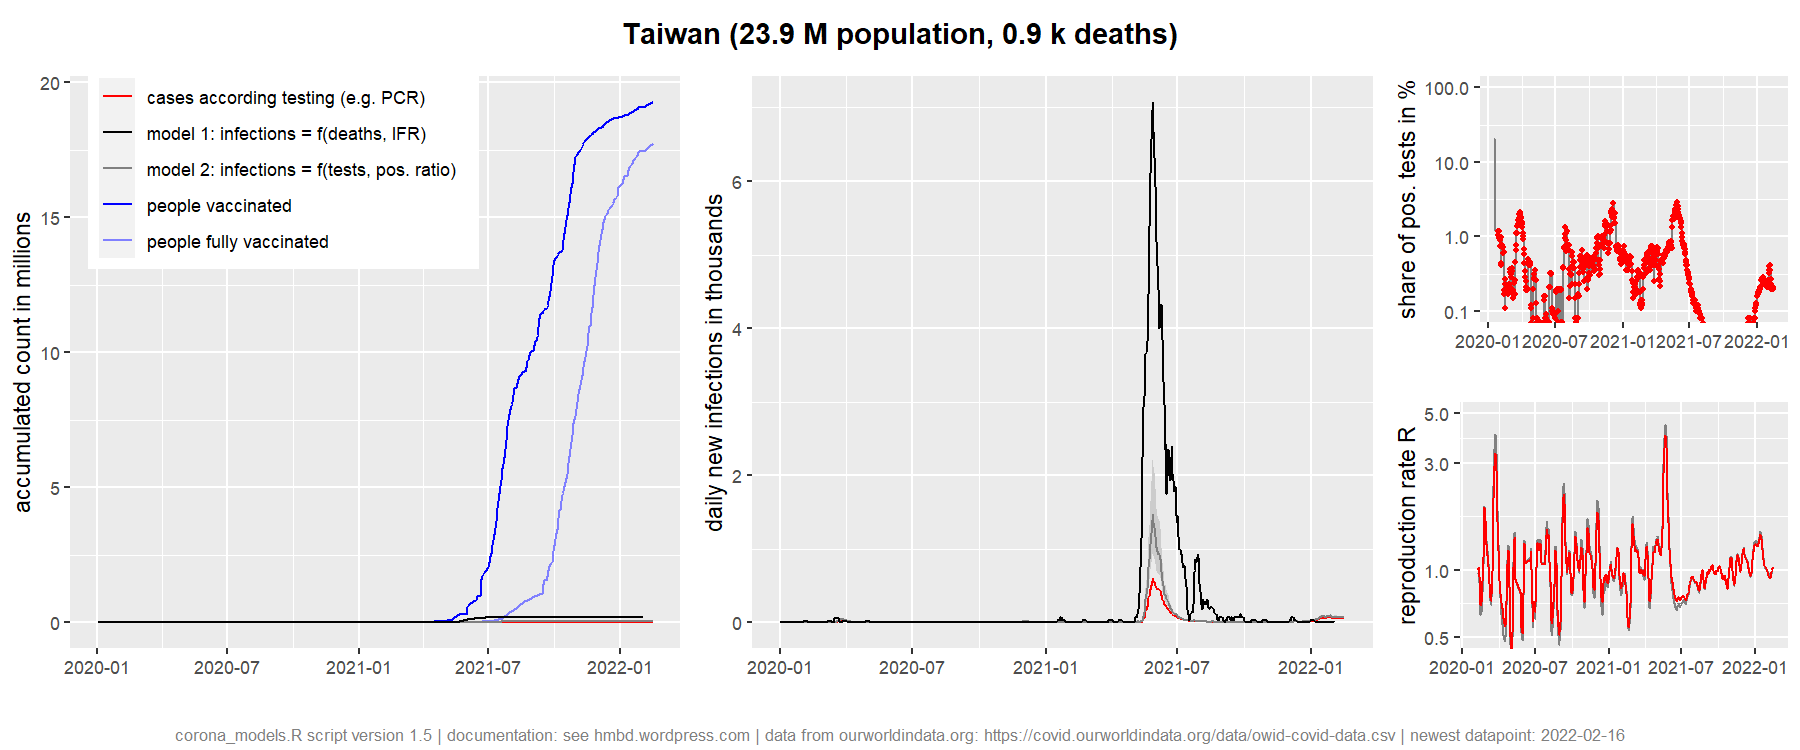 Taiwan (23.9 M population, 0.9 k deaths)
accumulated count in millions
20
15
10
5
0
cases according testing (e.g. PCR)
model 1: infections = f(deaths, IFR)
model 2: infections = f(tests, pos. ratio)
people vaccinated
people fully vaccinated
2020-01 2020-07 2021-01 2021-07 2022-01
daily new infections in thousands
6
4
2
0
2020-01 2020-07 2021-01 2021-07 2022-01
share of pos. tests in %
100.0
10.0
1.0
0.1
2020-01 2020-07 2021-01 2021-07 2022-01
reproduction rate R
5.0
3.0
1.0
0.5
2020-01 2020-07 2021-01 2021-07 2022-01
corona_models.R script version 1.5 | documentation: see hmbd.wordpress.com | data from ourworldindata.org: https://covid.ourworldindata.org/data/owid-covid-data.csv | newest datapoint: 2022-02-16